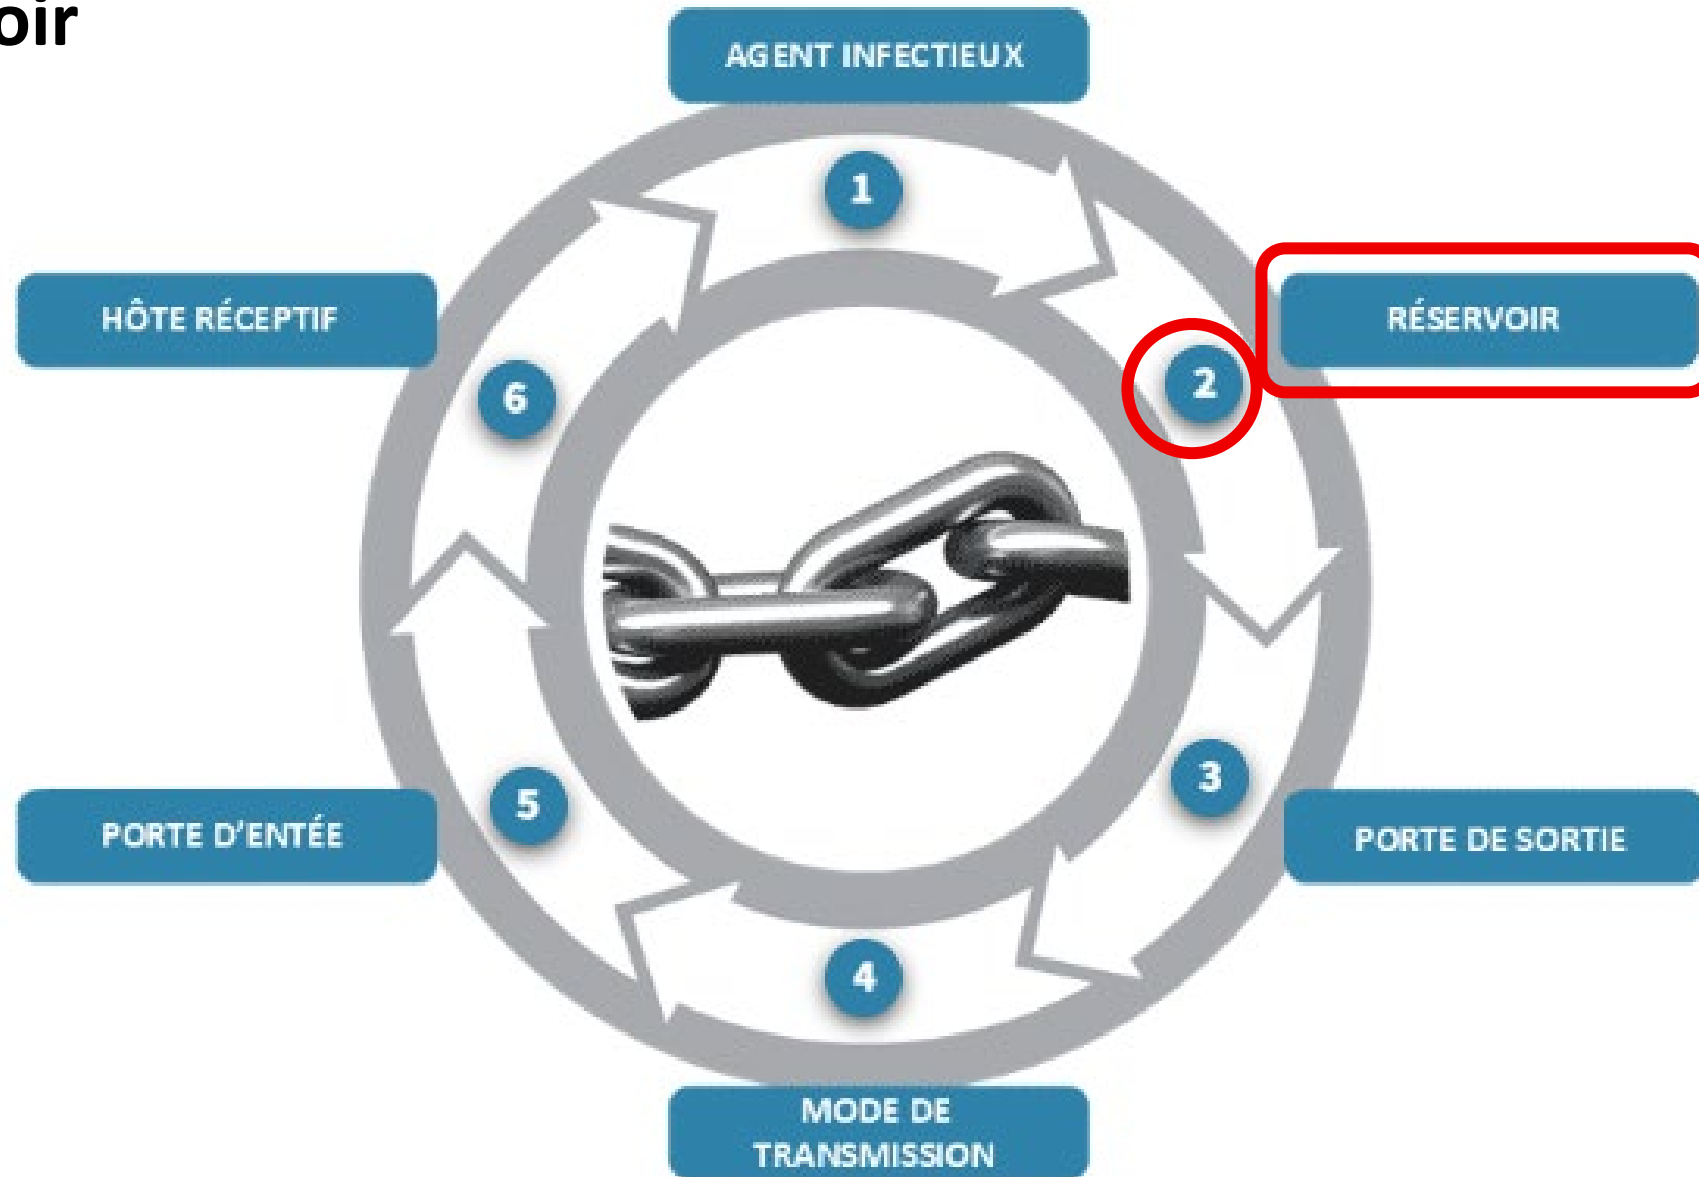 oir
AGENT INFECTIEUX
1
HÔTE RÉCEPTIF
RÉSERVOIR
2
6
3
5
PORTE D'ENTÉE
PORTE DE SORTIE
4
MODE DE
TRANSMISSION